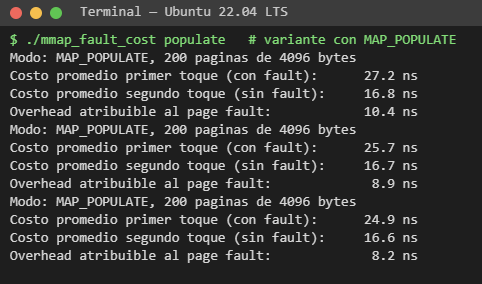 Terminal — Ubuntu 22.04 LTS
$ ./mmap_fault_cost populate   # variante con MAP_POPULATE
Modo: MAP_POPULATE, 200 paginas de 4096 bytes
Costo promedio primer toque (con fault):      27.2 ns
Costo promedio segundo toque (sin fault):     16.8 ns
Overhead atribuible al page fault:            10.4 ns
Modo: MAP_POPULATE, 200 paginas de 4096 bytes
Costo promedio primer toque (con fault):      25.7 ns
Costo promedio segundo toque (sin fault):     16.7 ns
Overhead atribuible al page fault:             8.9 ns
Modo: MAP_POPULATE, 200 paginas de 4096 bytes
Costo promedio primer toque (con fault):      24.9 ns
Costo promedio segundo toque (sin fault):     16.6 ns
Overhead atribuible al page fault:             8.2 ns